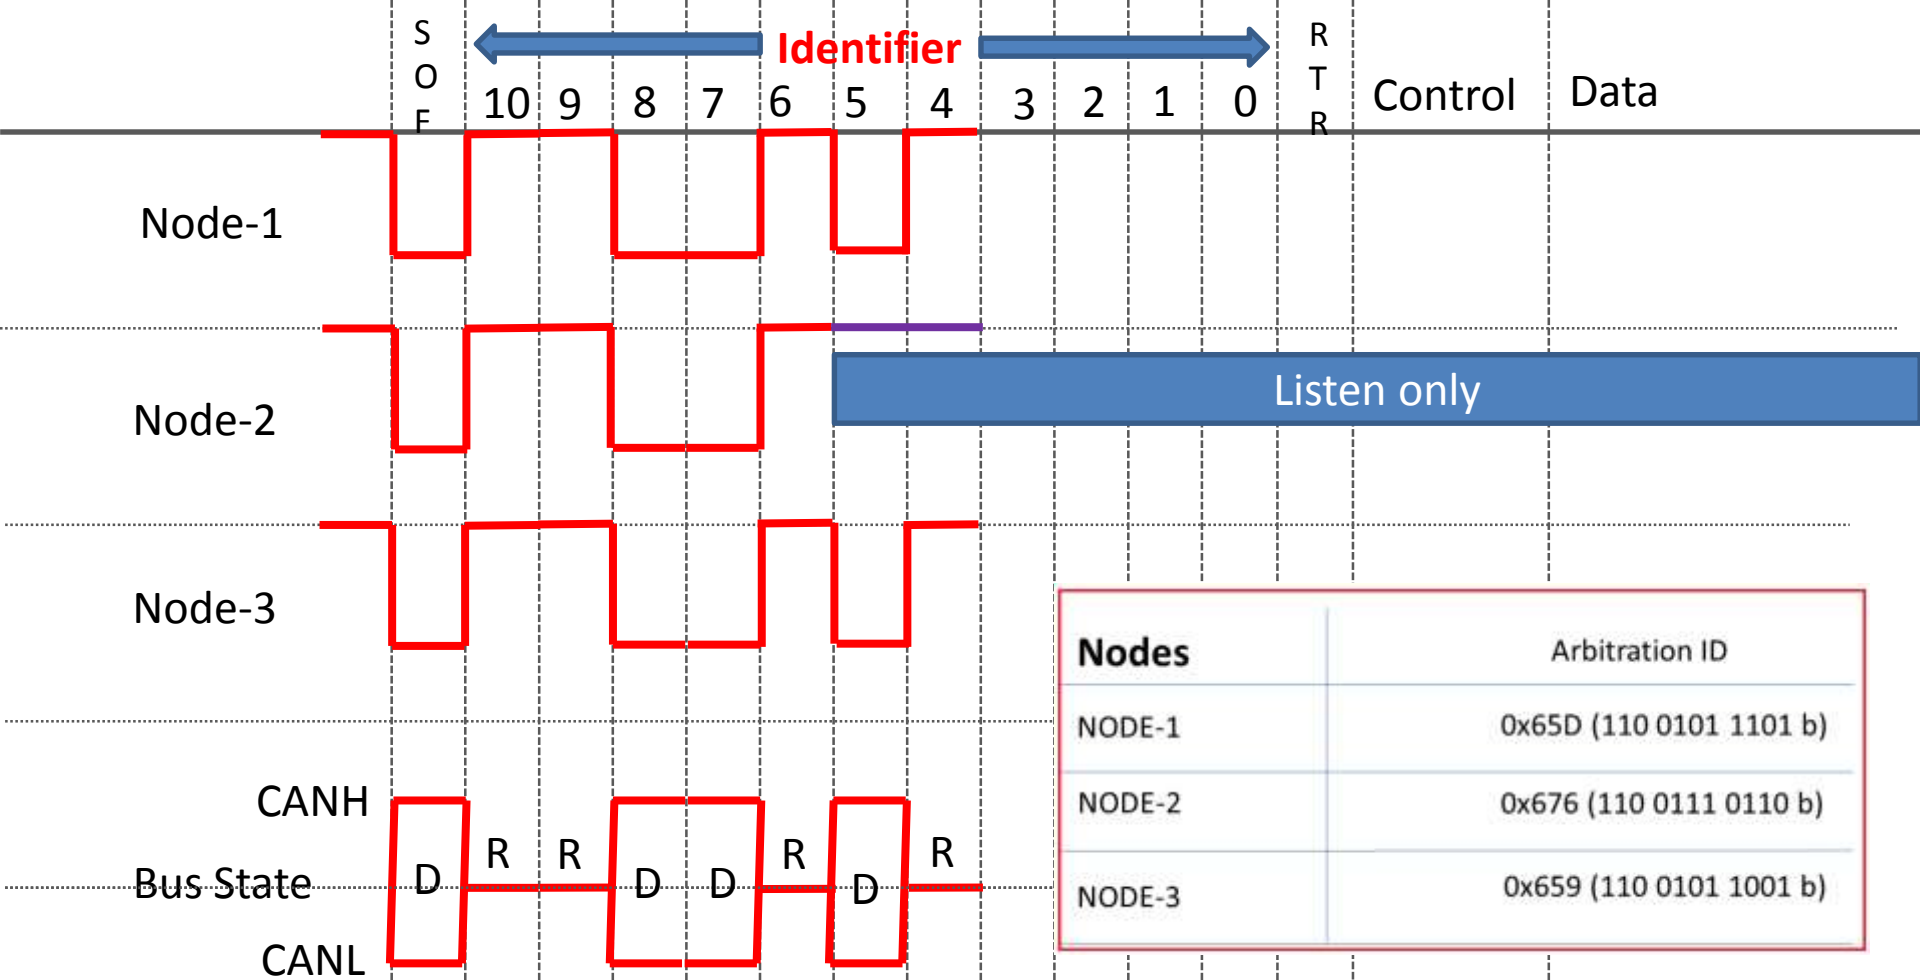 S
O
F
Identifier
R
T
R
10 9 8 7 6 5 4 3 2 1 0
Control
Data
Node-1
Node-2
Listen only
Node-3
Nodes Arbitration ID
NODE-1 0x65D (110 0101 1101 b)
NODE-2 0x676 (110 0111 0110 b)
NODE-3 0x659 (110 0101 1001 b)
CANH
Bus State
D R R D D R D R
CANL